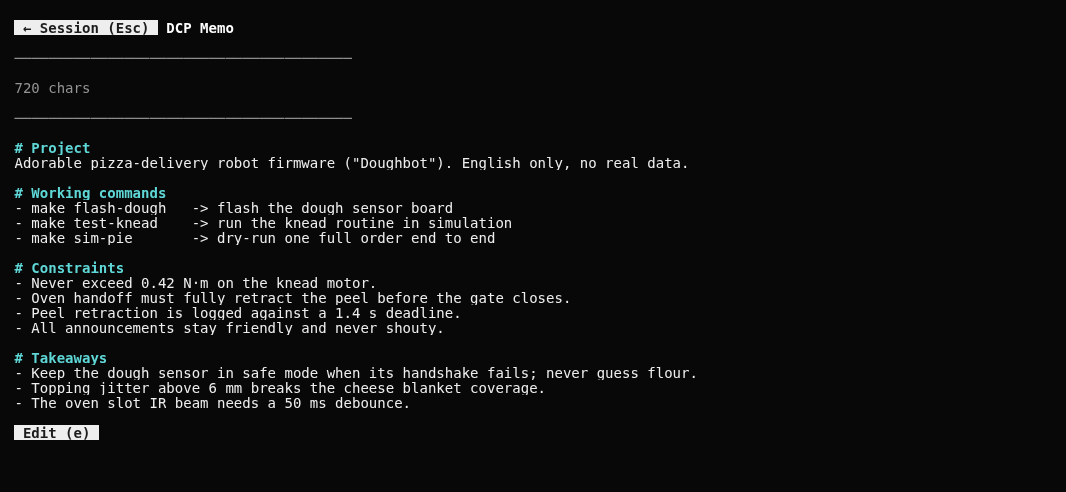 ← Session (Esc) DCP Memo
────────────────────────────────────────
720 chars
────────────────────────────────────────
# Project
Adorable pizza-delivery robot firmware ("Doughbot"). English only, no real data.
# Working commands
- make flash-dough   -> flash the dough sensor board
- make test-knead    -> run the knead routine in simulation
- make sim-pie       -> dry-run one full order end to end
# Constraints
- Never exceed 0.42 N·m on the knead motor.
- Oven handoff must fully retract the peel before the gate closes.
- Peel retraction is logged against a 1.4 s deadline.
- All announcements stay friendly and never shouty.
# Takeaways
- Keep the dough sensor in safe mode when its handshake fails; never guess flour.
- Topping jitter above 6 mm breaks the cheese blanket coverage.
- The oven slot IR beam needs a 50 ms debounce.
Edit (e)